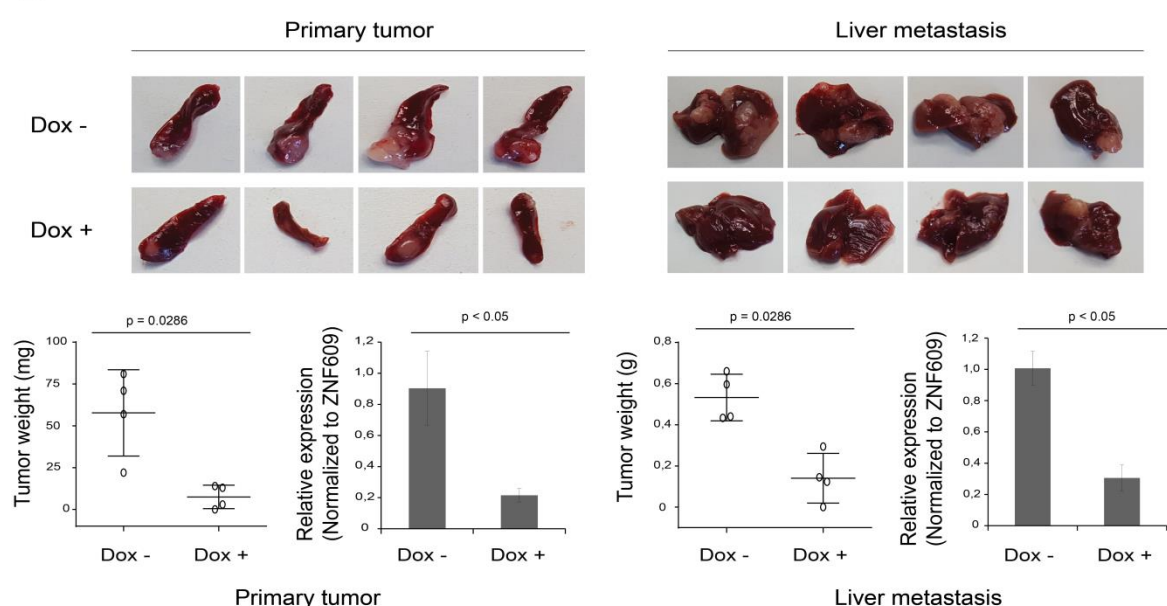 Primary tumor
Liver metastasis
Dox -
Dox +
p = 0.0286
Tumor weight (mg)
100
75
50
25
0
Dox -
Dox +
p < 0.05
Relative expression
(Normalized to ZNF609)
1,2
1
0,8
0,6
0,4
0,2
0
Dox -
Dox +
Primary tumor
p = 0.0286
Tumor weight (g)
0,8
0,6
0,4
0,2
0
Dox -
Dox +
p < 0.05
Relative expression
(Normalized to ZNF609)
1,2
1
0,8
0,6
0,4
0,2
0
Dox -
Dox +
Liver metastasis